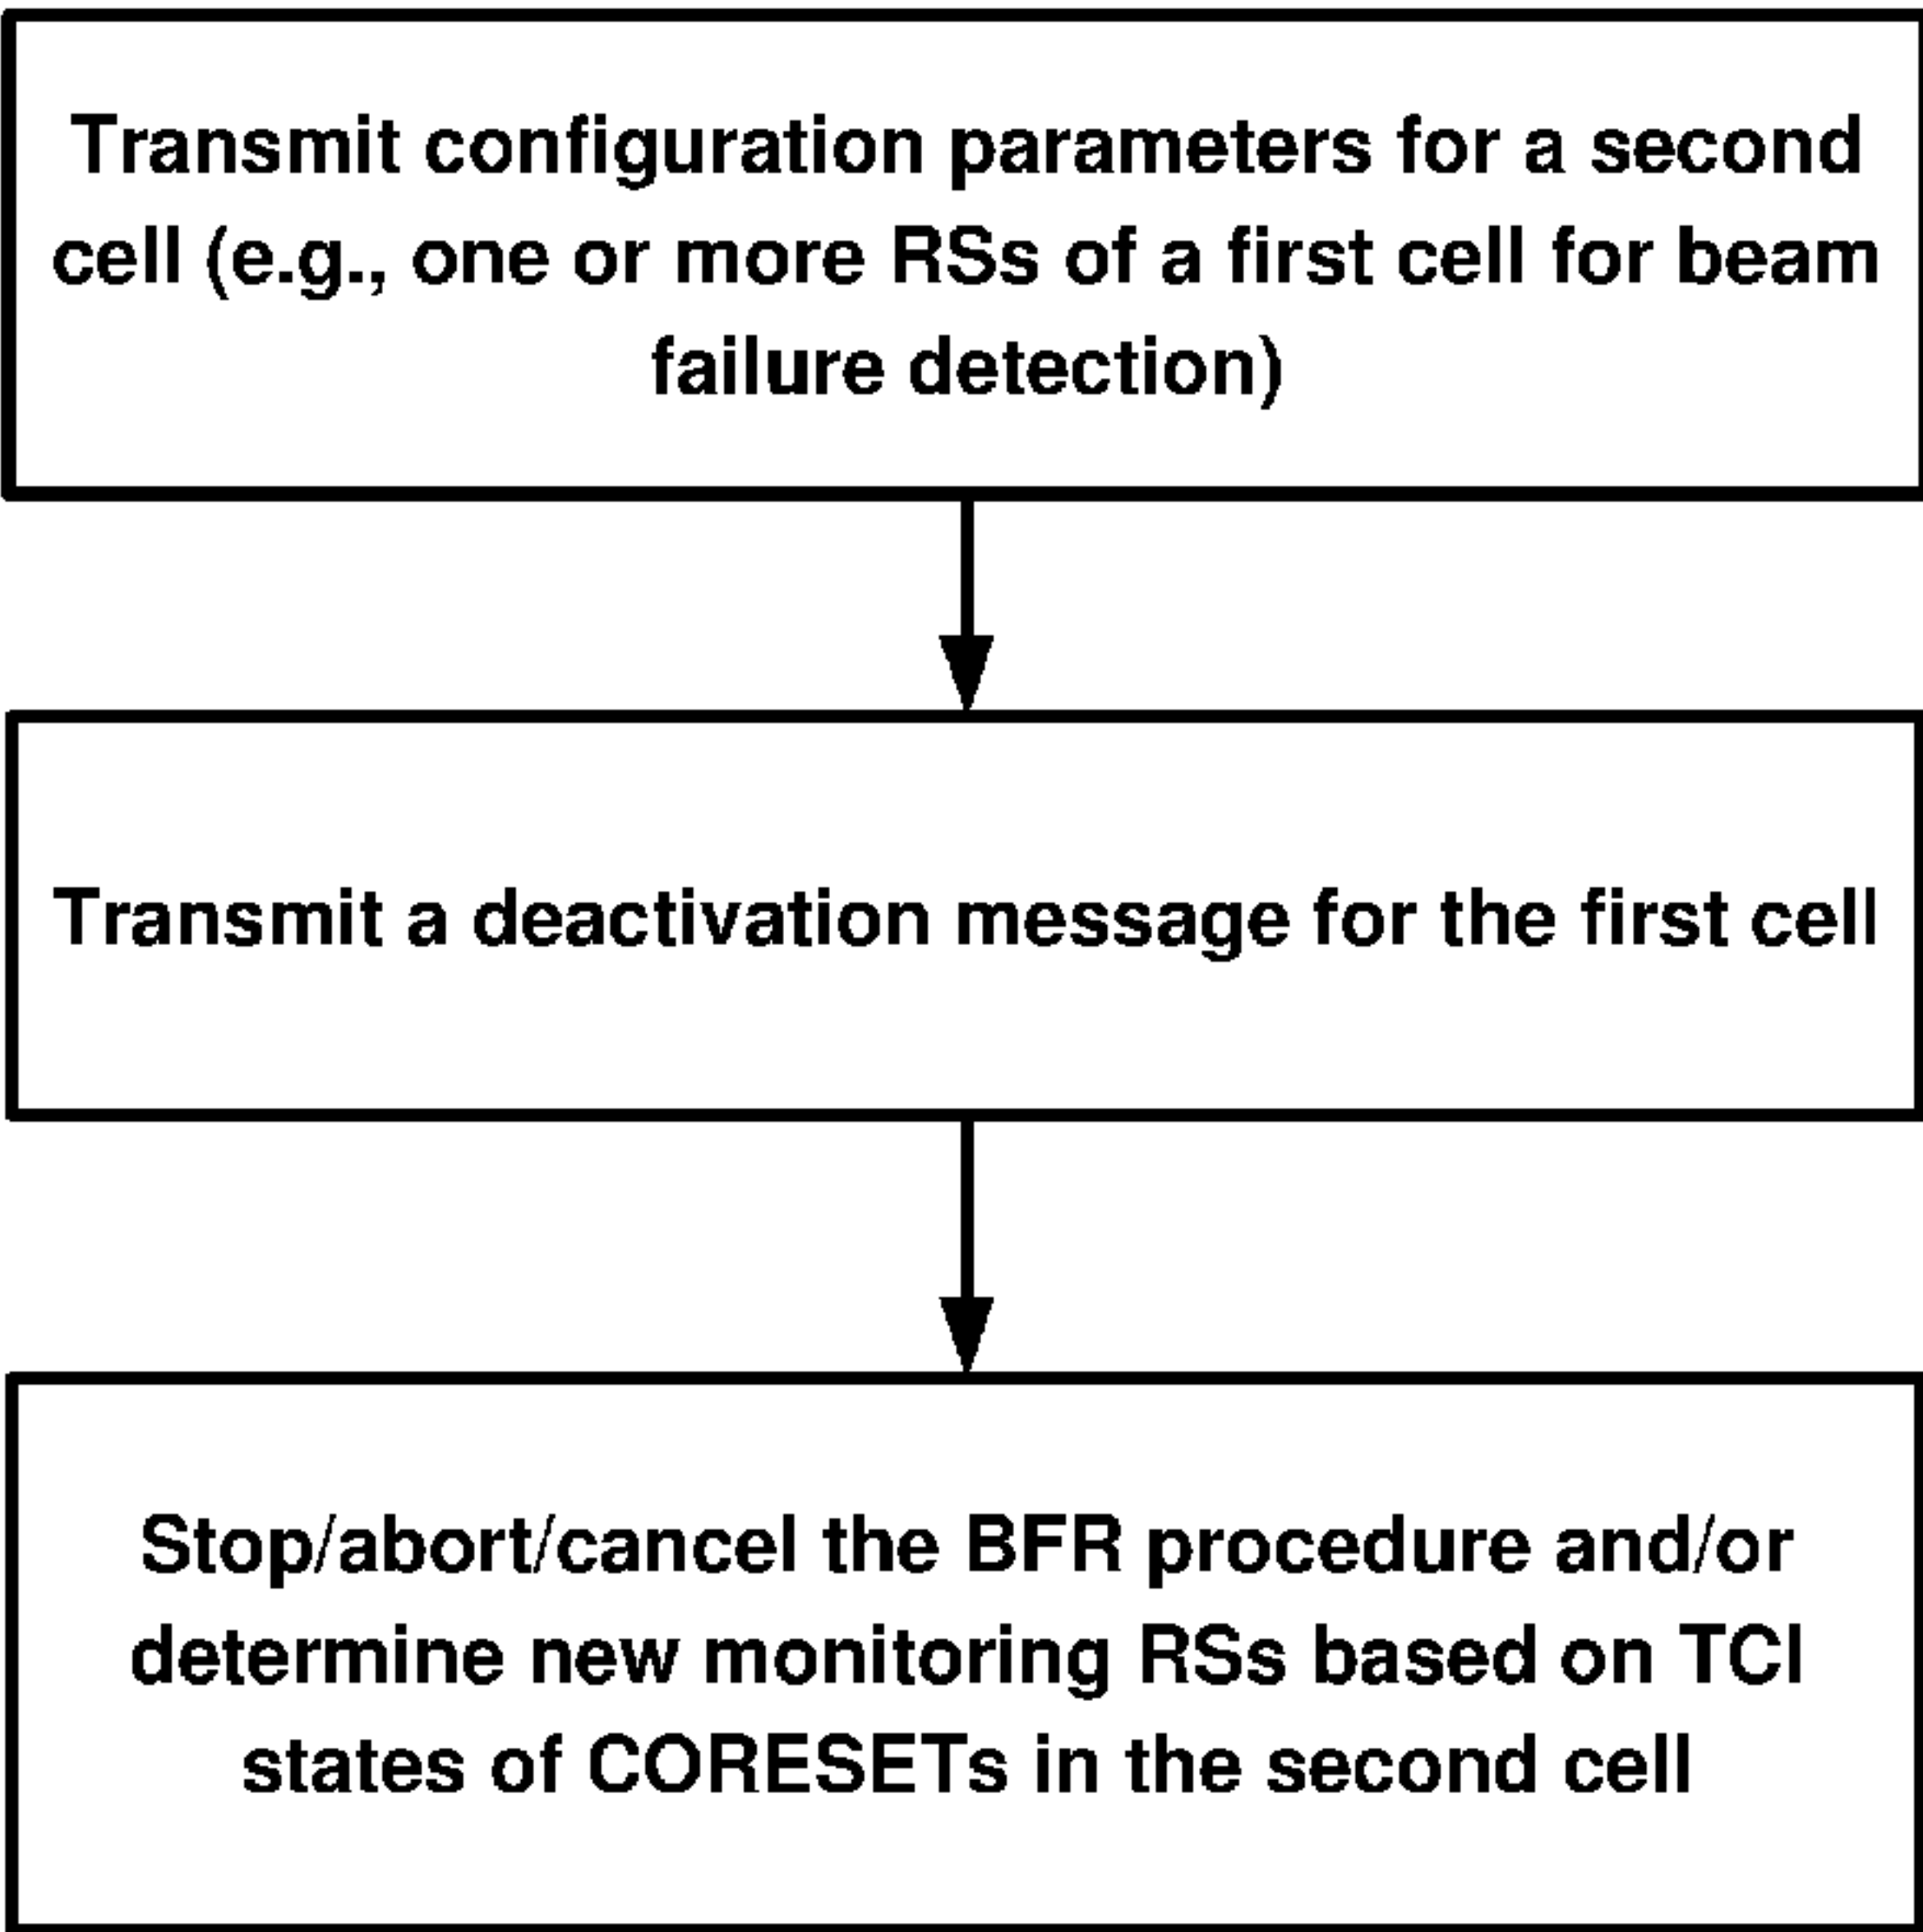 Transmit configuration parameters for a second
cell (e.g., one or more RSs of a first cell for beam
failure detection)
Transmit a deactivation message for the first cell
Stop/abort/cancel the BFR procedure and/or
determine new monitoring RSs based on TCI
states of CORESETs in the second cell